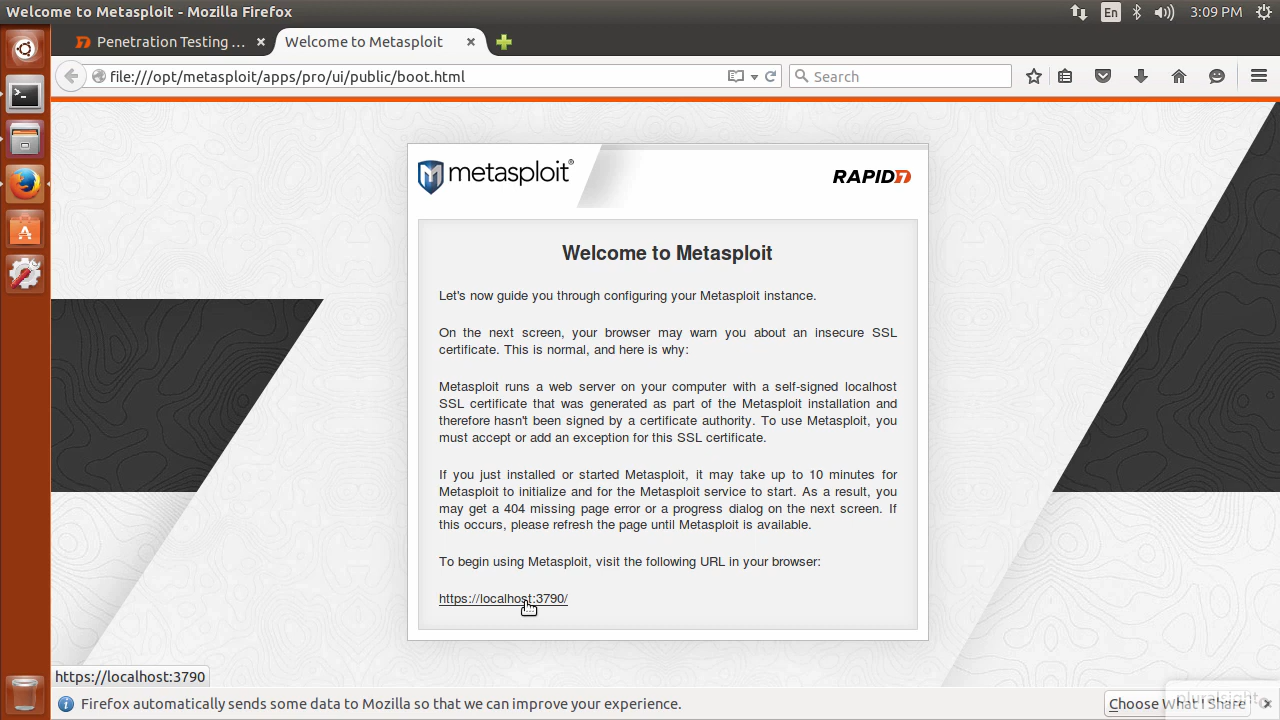 Welcome to Metasploit - Mozilla Firefox
En
3:09 PM
Penetration Testing ...
Welcome to Metasploit
file:///opt/metasploit/apps/pro/ui/public/boot.html
Search
metasploit®
RAPID7
Welcome to Metasploit
Let's now guide you through configuring your Metasploit instance.
On the next screen, your browser may warn you about an insecure SSL
certificate. This is normal, and here is why:
Metasploit runs a web server on your computer with a self-signed localhost
SSL certificate that was generated as part of the Metasploit installation and
therefore hasn't been signed by a certificate authority. To use Metasploit, you
must accept or add an exception for this SSL certificate.
If you just installed or started Metasploit, it may take up to 10 minutes for
Metasploit to initialize and for the Metasploit service to start. As a result, you
may get a 404 missing page error or a progress dialog on the next screen. If
this occurs, please refresh the page until Metasploit is available.
To begin using Metasploit, visit the following URL in your browser:
https://localhost:3790/
https://localhost:3790
Firefox automatically sends some data to Mozilla so that we can improve your experience.
Choose What I Share
pluralsight